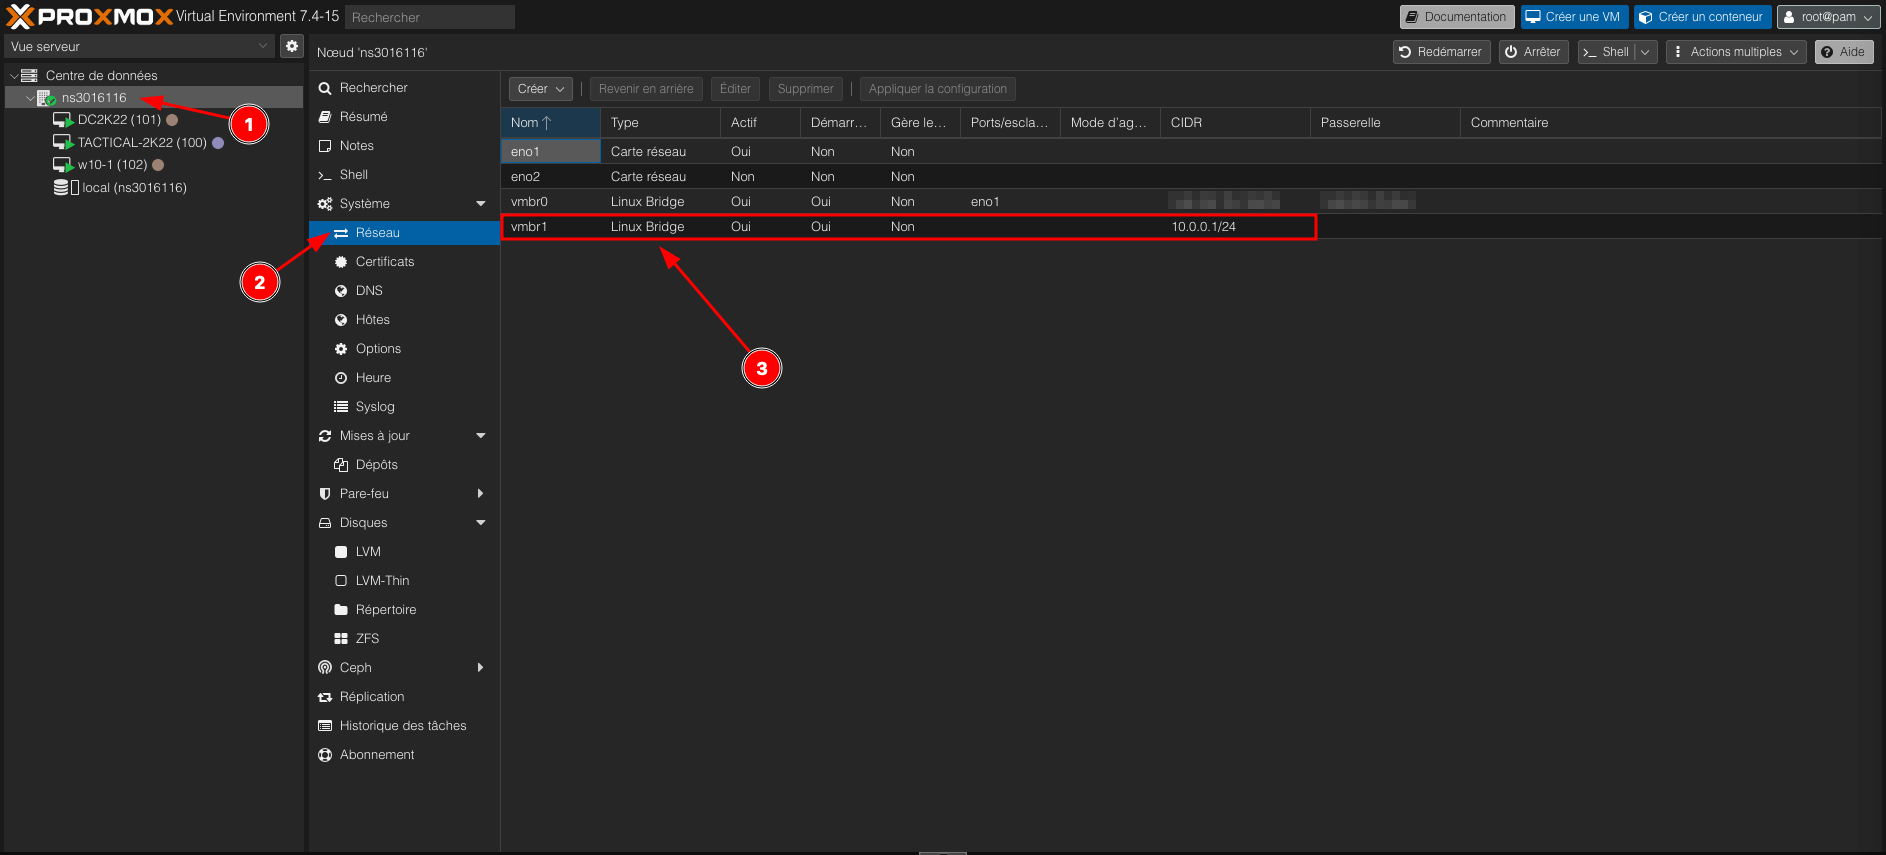 PROXMOX Virtual Environment 7.4-15 Rechercher Documentation Créer une VM Créer un conteneur root@pam
Vue serveur
Nœud 'ns3016116' Redémarrer Arrêter >_ Shell Actions multiples Aide
Centre de données
ns3016116
DC2K22 (101)
TACTICAL-2K22 (100)
w10-1 (102)
local (ns3016116)
1
2
Rechercher
Résumé
Notes
>_ Shell
Système
Réseau
Certificats
DNS
Hôtes
Options
Heure
Syslog
Mises à jour
Dépôts
Pare-feu
Disques
LVM
LVM-Thin
Répertoire
ZFS
Ceph
Réplication
Historique des tâches
Abonnement
Créer Revenir en arrière Éditer Supprimer Appliquer la configuration
Nom Type Actif Démarr... Gère le... Ports/escla... Mode d'ag... CIDR Passerelle Commentaire
eno1 Carte réseau Oui Non Non
eno2 Carte réseau Non Non Non
vmbr0 Linux Bridge Oui Oui Non eno1
vmbr1 Linux Bridge Oui Oui Non 10.0.0.1/24
3